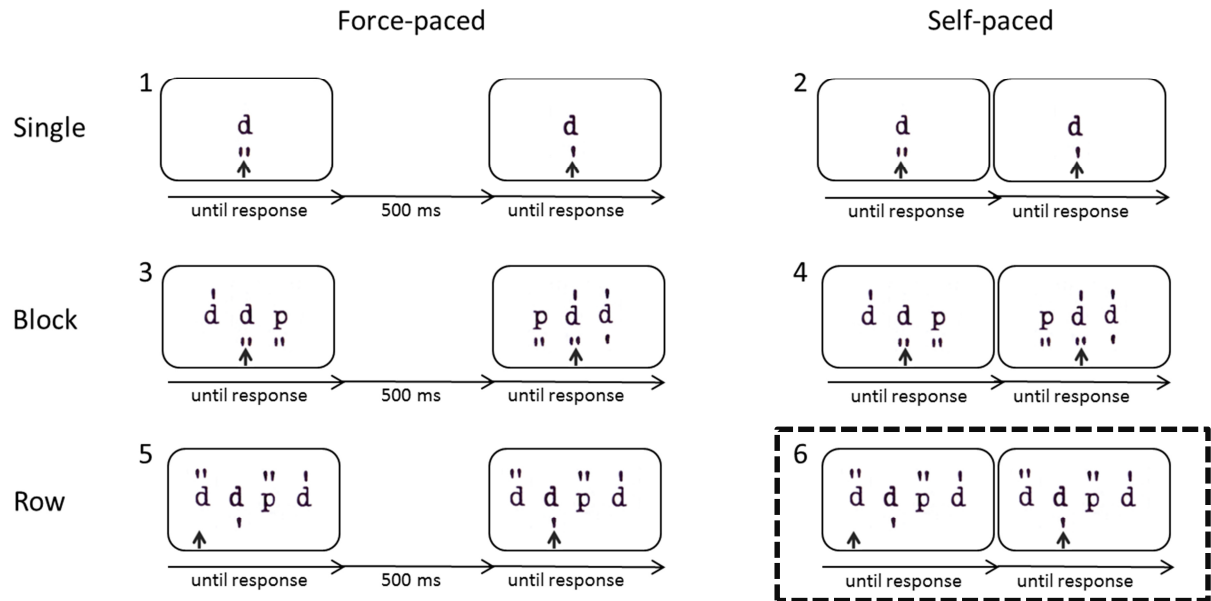 Force-paced Self-paced
1 2
Single d d d d
" ' " '
until response 500 ms until response until response until response
3 4
' ' ' ' ' '
Block d d p p d d d d p p d d
" " " " ' " " " " '
until response 500 ms until response until response until response
5 6
" " ' " " ' " " ' " " '
Row d d p d d d p d d d p d d d p d
' ' ' '
until response 500 ms until response until response until response